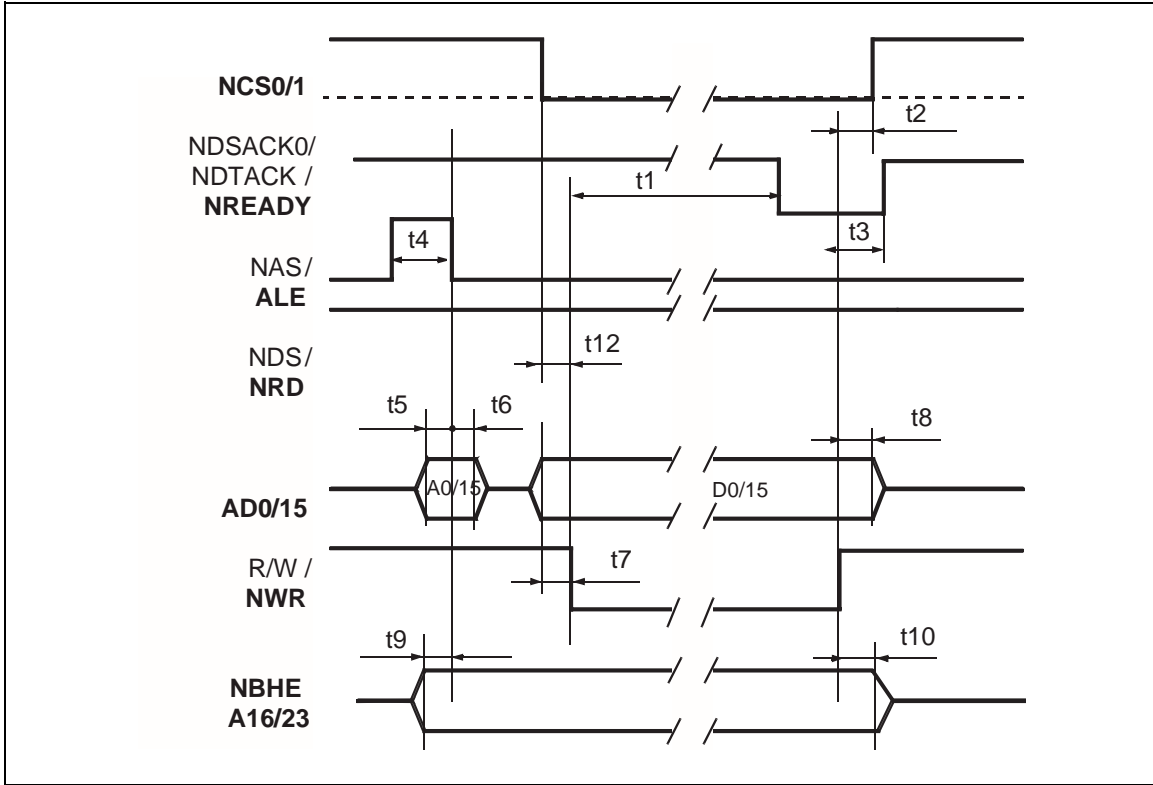 NCS0/1
t2
NDSACK0/
NDTACK /
NREADY
t1
t3
t4
NAS/
ALE
t12
NDS/
NRD
t5
t6
t8
A0/15
D0/15
AD0/15
R/W /
NWR
t7
t9
t10
NBHE
A16/23